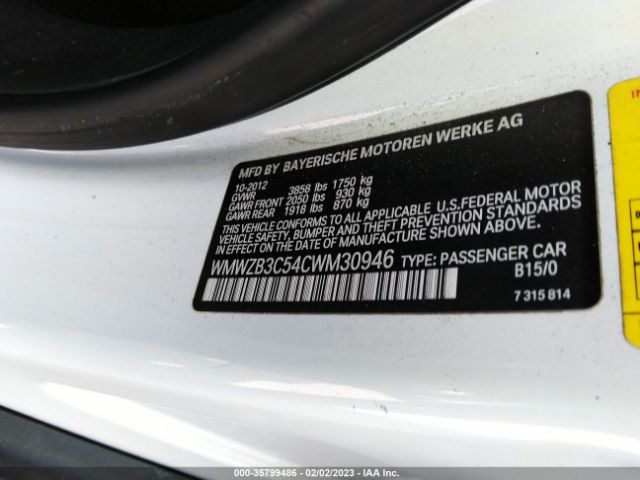 MFD BY BAYERISCHE MOTOREN WERKE AG
10-2012
GVWR 3858 lbs 1750 kg
GAWR FRONT 2050 lbs 930 kg
GAWR REAR 1918 lbs 870 kg
THIS VEHICLE CONFORMS TO ALL APPLICABLE U.S.FEDERAL MOTOR
VEHICLE SAFETY, BUMPER AND THEFT PREVENTION STANDARDS
IN EFFECT ON THE DATE OF MANUFACTURE SHOWN ABOVE.
WMWZB3C54CWM30946 TYPE: PASSENGER CAR
B15/0
7 315 814
000-35799486 - 02/02/2023 - IAA Inc.